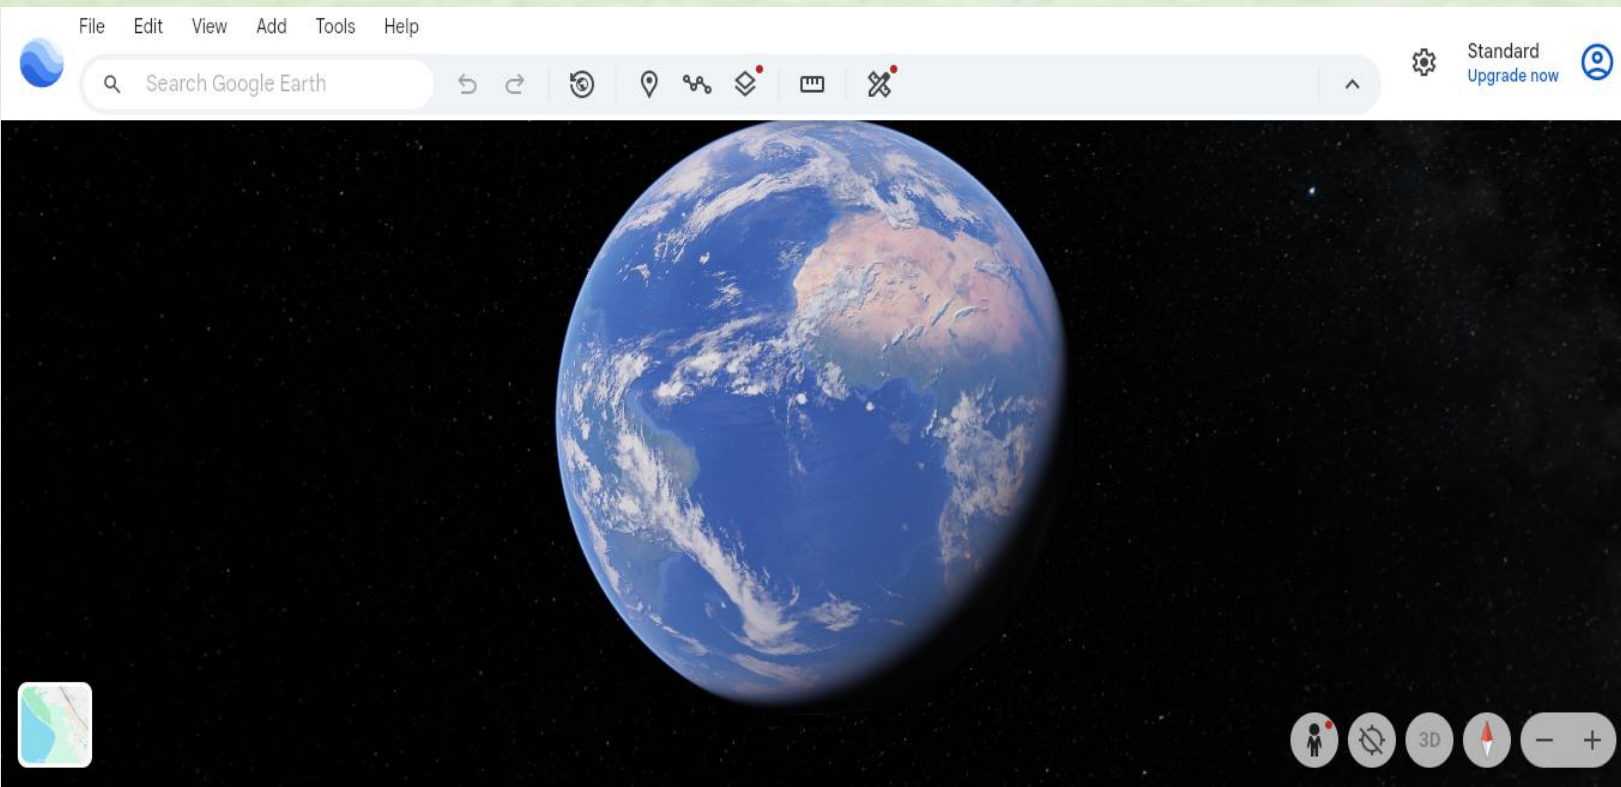 File Edit View Add Tools Help
Search Google Earth
Standard
Upgrade now
3D